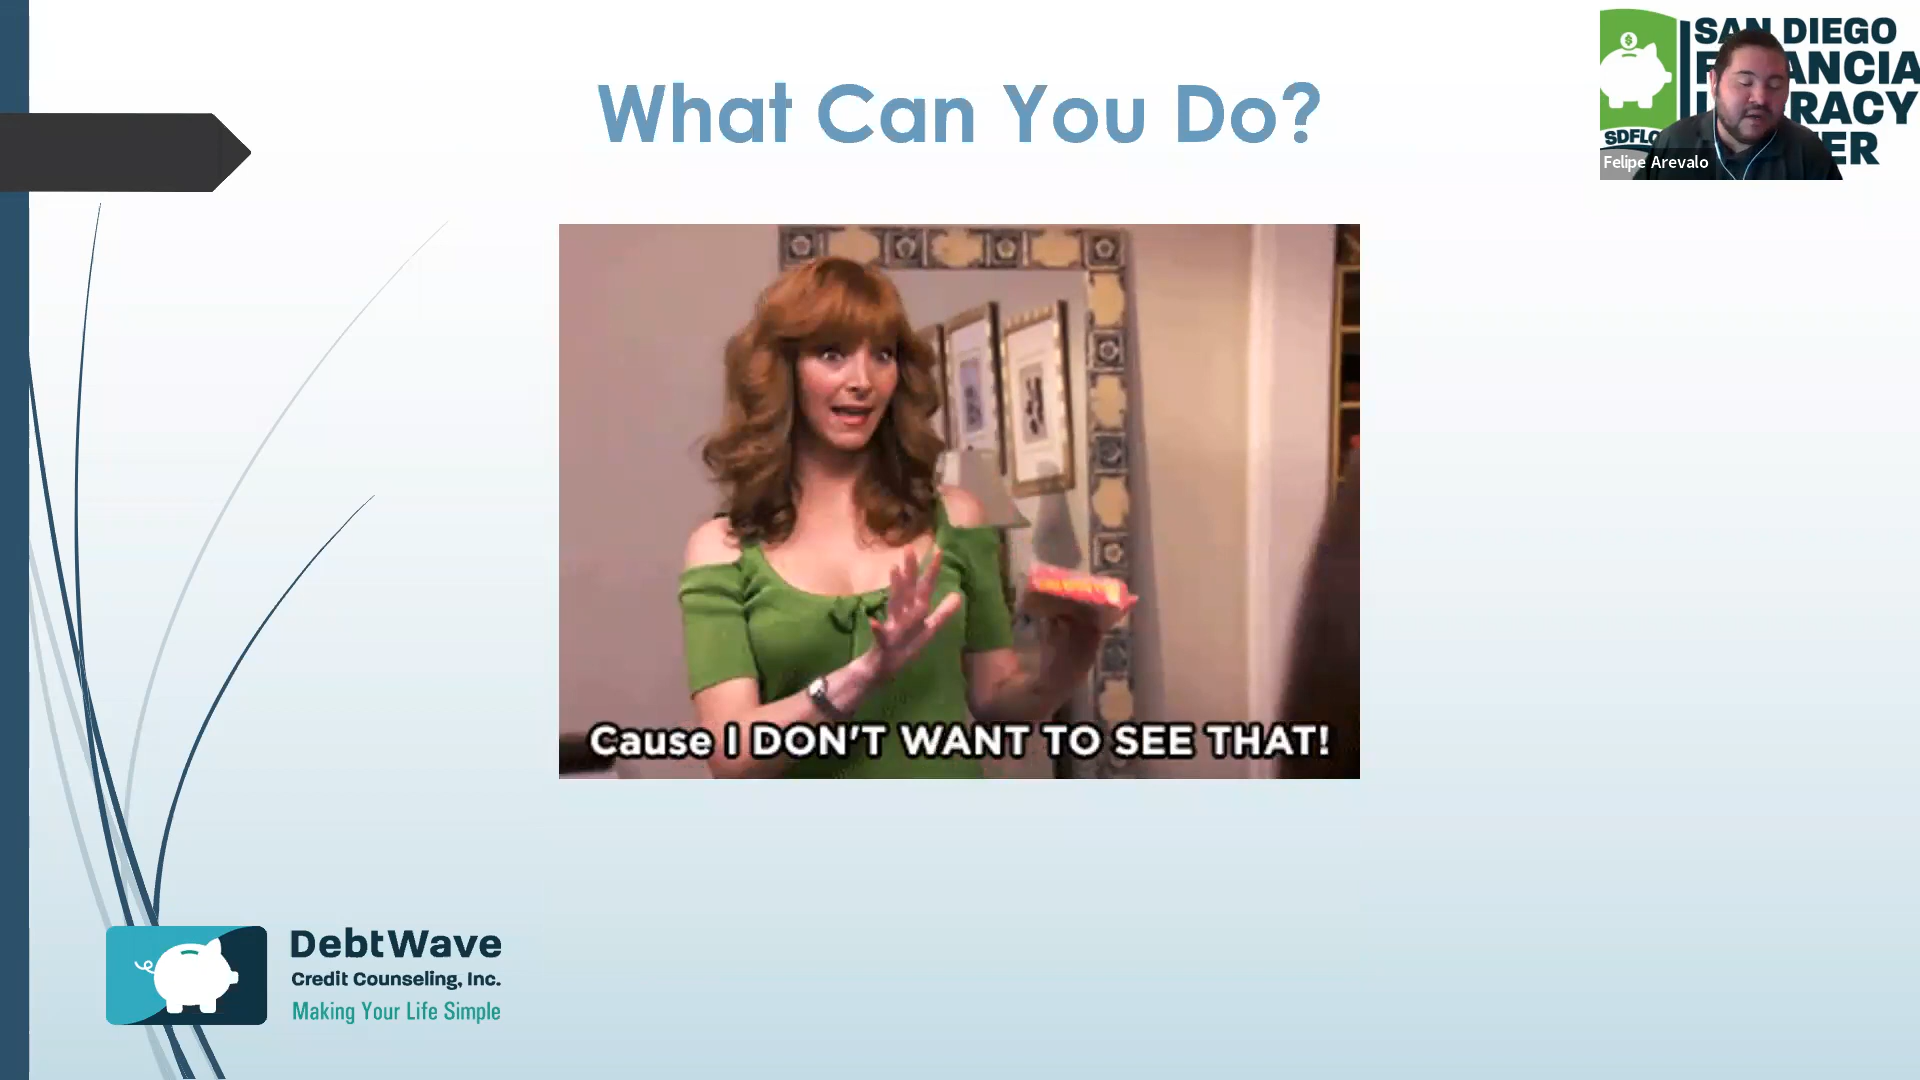 What Can You Do?
SAN DIEGO
SDFLC
Felipe Arevalo
Cause I DON'T WANT TO SEE THAT!
DebtWave
Credit Counseling, Inc.
Making Your Life Simple